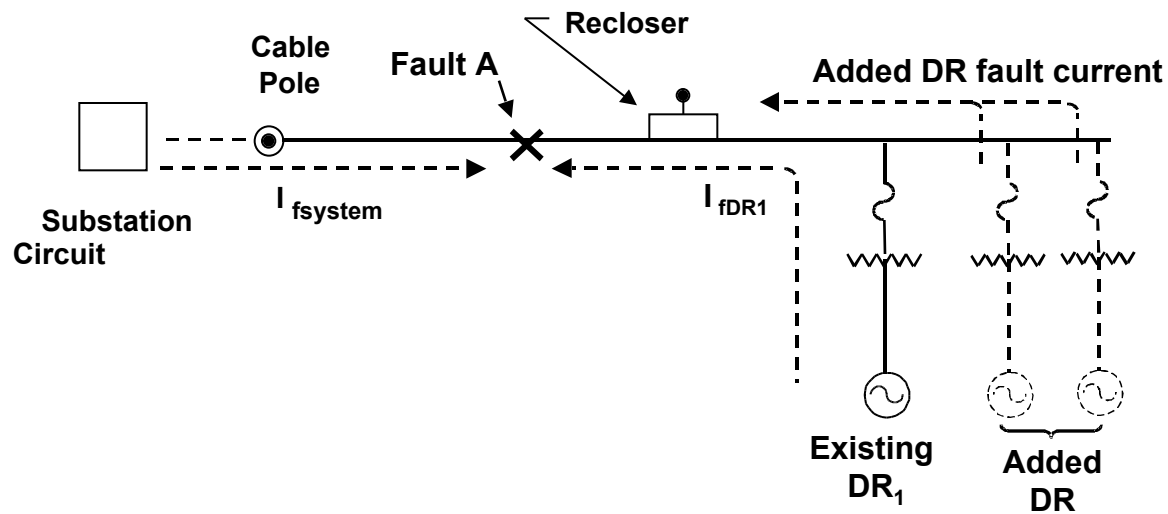 Recloser
Cable
Pole
Fault A
Added DR fault current
I fsystem
I fDR1
Substation
Circuit
Existing
DR1
Added
DR